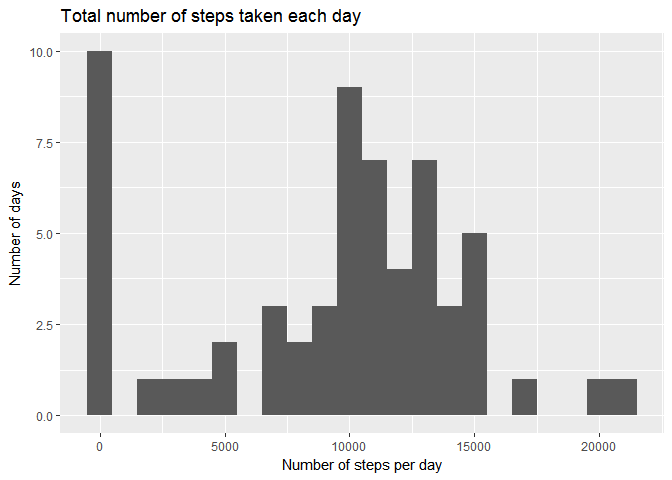 Total number of steps taken each day
10.0
7.5
5.0
2.5
0.0
Number of days
0 5000 10000 15000 20000
Number of steps per day